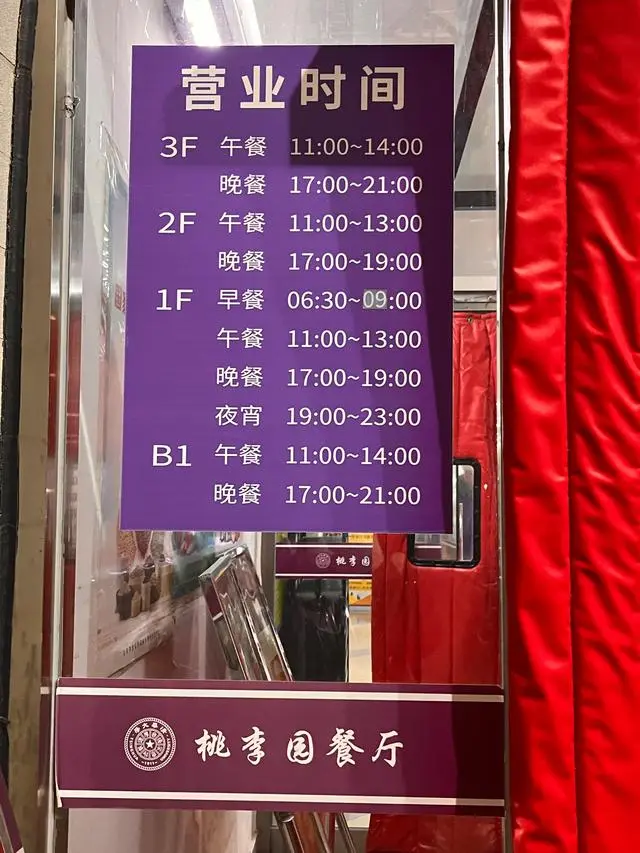 营业时间
3F 午餐 11:00~14:00
晚餐 17:00~21:00
2F 午餐 11:00~13:00
晚餐 17:00~19:00
1F 早餐 06:30~09:00
午餐 11:00~13:00
晚餐 17:00~19:00
夜宵 19:00~23:00
B1 午餐 11:00~14:00
晚餐 17:00~21:00
桃李园
桃李园餐厅